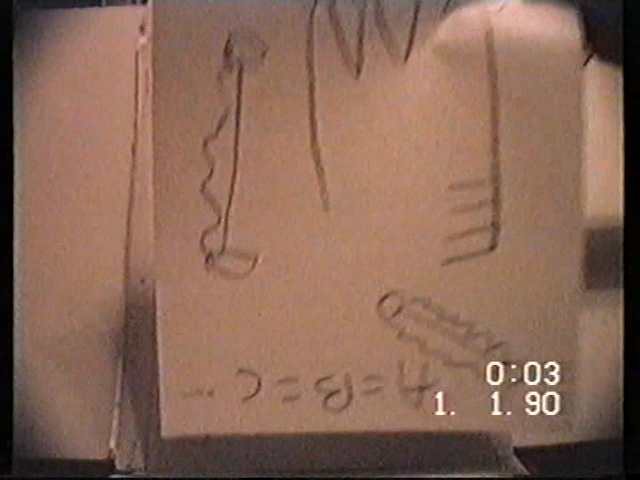 A = B = C ...
0:03
1. 1.90